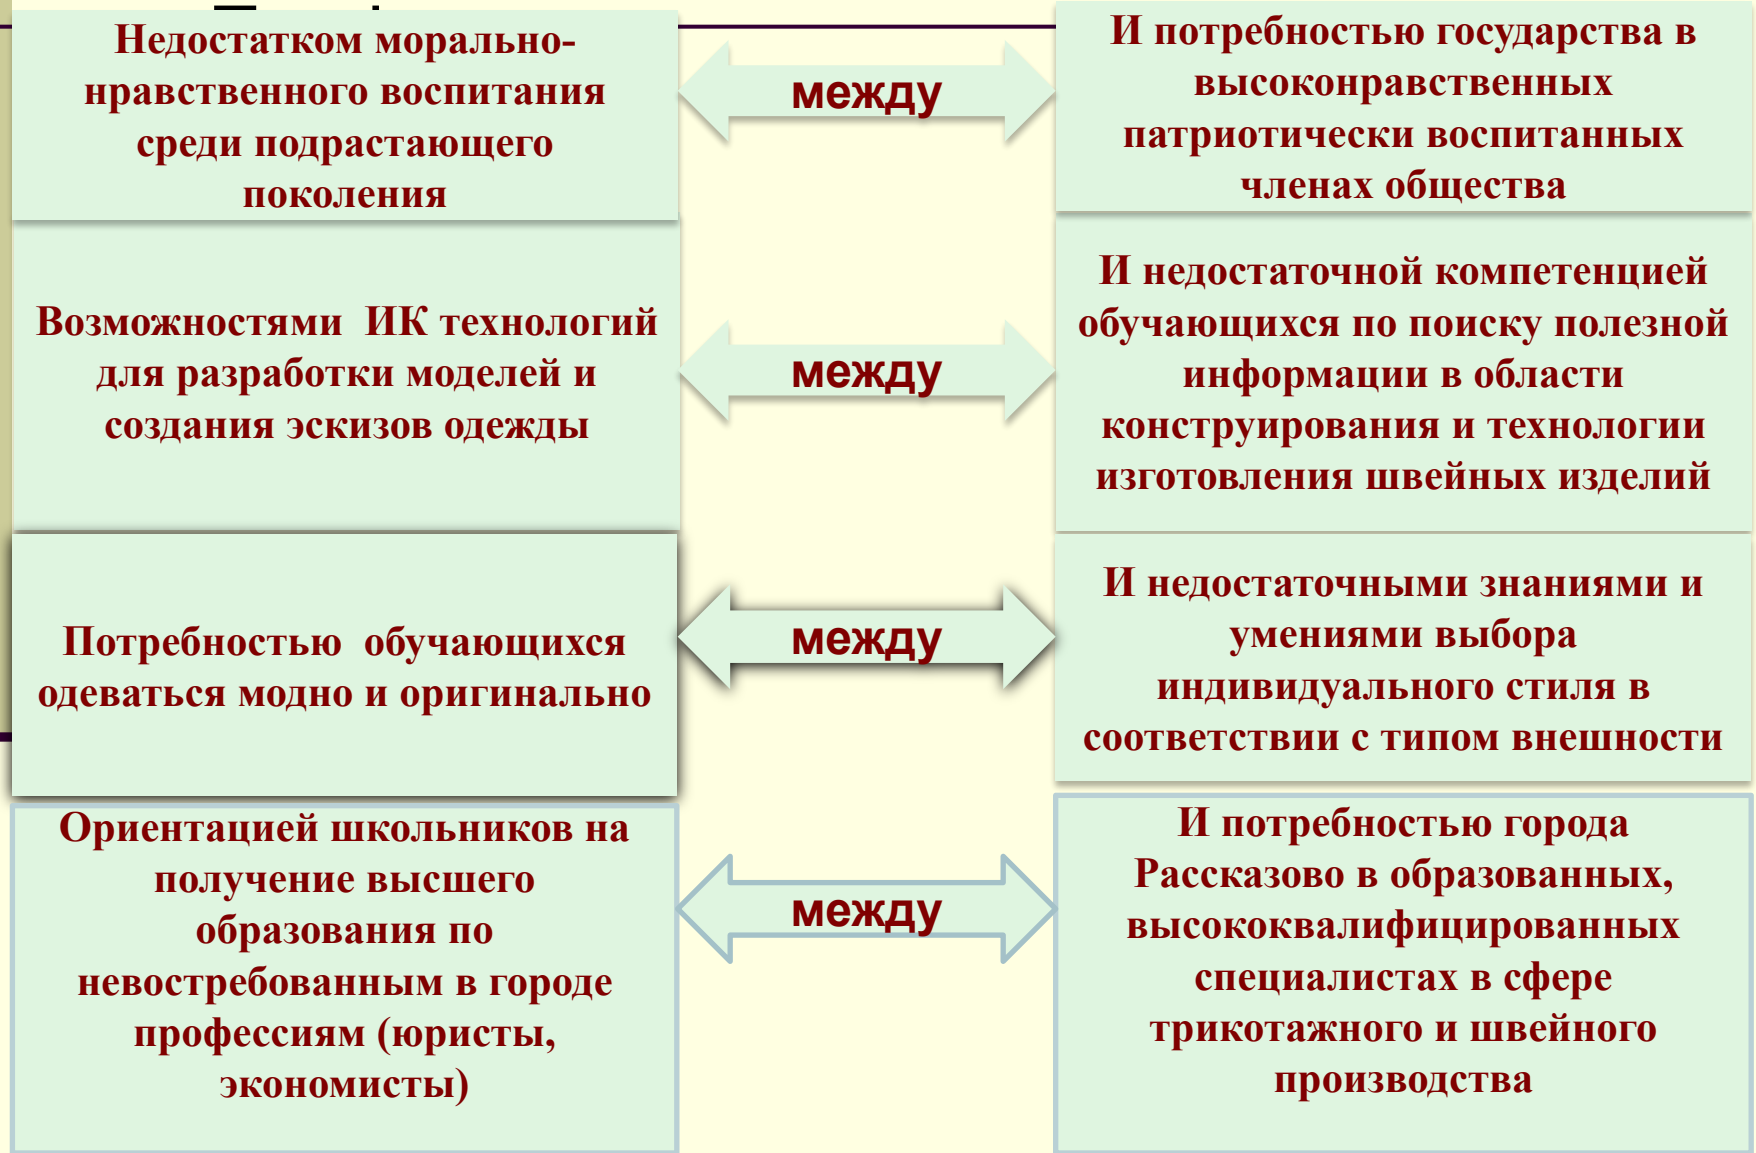 Недостатком морально-
нравственного воспитания
среди подрастающего
поколения
между
И потребностью государства в
высоконравственных
патриотически воспитанных
членах общества
Возможностями ИК технологий
для разработки моделей и
создания эскизов одежды
между
И недостаточной компетенцией
обучающихся по поиску полезной
информации в области
конструирования и технологии
изготовления швейных изделий
Потребностью обучающихся
одеваться модно и оригинально
между
И недостаточными знаниями и
умениями выбора
индивидуального стиля в
соответствии с типом внешности
Ориентацией школьников на
получение высшего
образования по
невостребованным в городе
профессиям (юристы,
экономисты)
между
И потребностью города
Рассказово в образованных,
высококвалифицированных
специалистах в сфере
трикотажного и швейного
производства